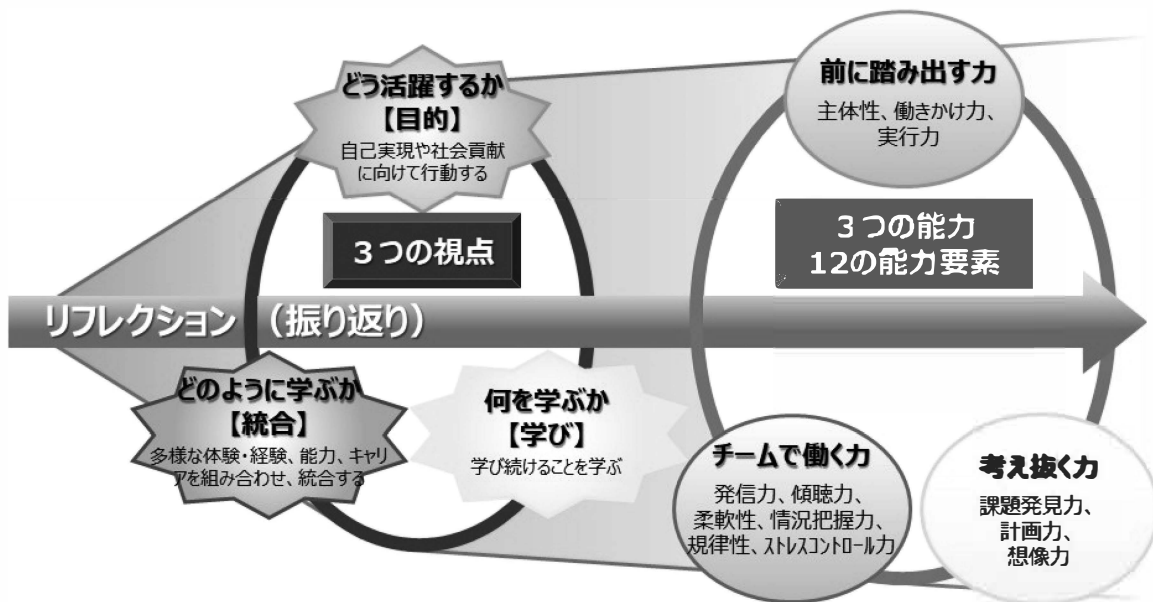 どう活躍するか
【目的】
自己実現や社会貢献
に向けて行動する
3つの視点
リフレクション (振り返り)
どのように学ぶか
【統合】
多様な体験・経験、能力、キャリ
アを組み合わせ、統合する
何を学ぶか
【学び】
学び続けることを学ぶ
前に踏み出す力
主体性、働きかけ力、
実行力
3つの能力
12の能力要素
チームで働く力
発信力、傾聴力、
柔軟性、情況把握力、
規律性、ストレスコントロール力
考え抜く力
課題発見力、
計画力、
想像力